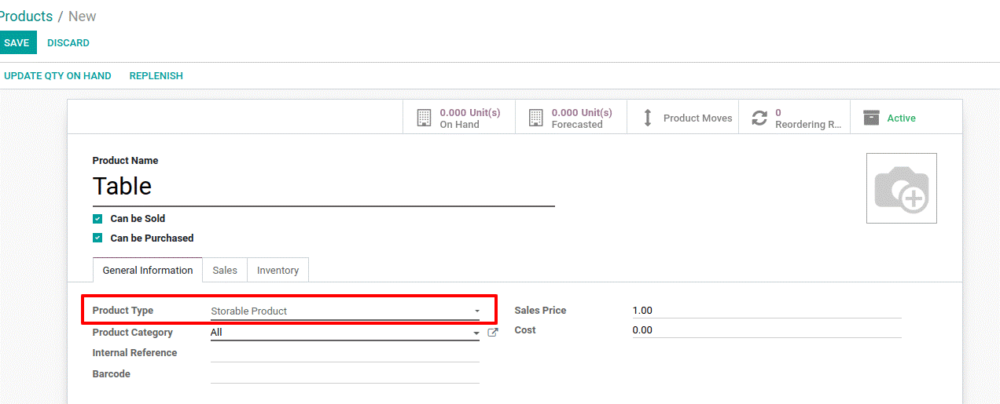 Products / New
SAVE DISCARD
UPDATE QTY ON HAND REPLENISH
0.000 Unit(s)
On Hand
0.000 Unit(s)
Forecasted
Product Moves
0
Reordering R...
Active
Product Name
Table
Can be Sold
Can be Purchased
General Information Sales Inventory
Product Type Storable Product
Sales Price 1.00
Product Category All
Cost 0.00
Internal Reference
Barcode